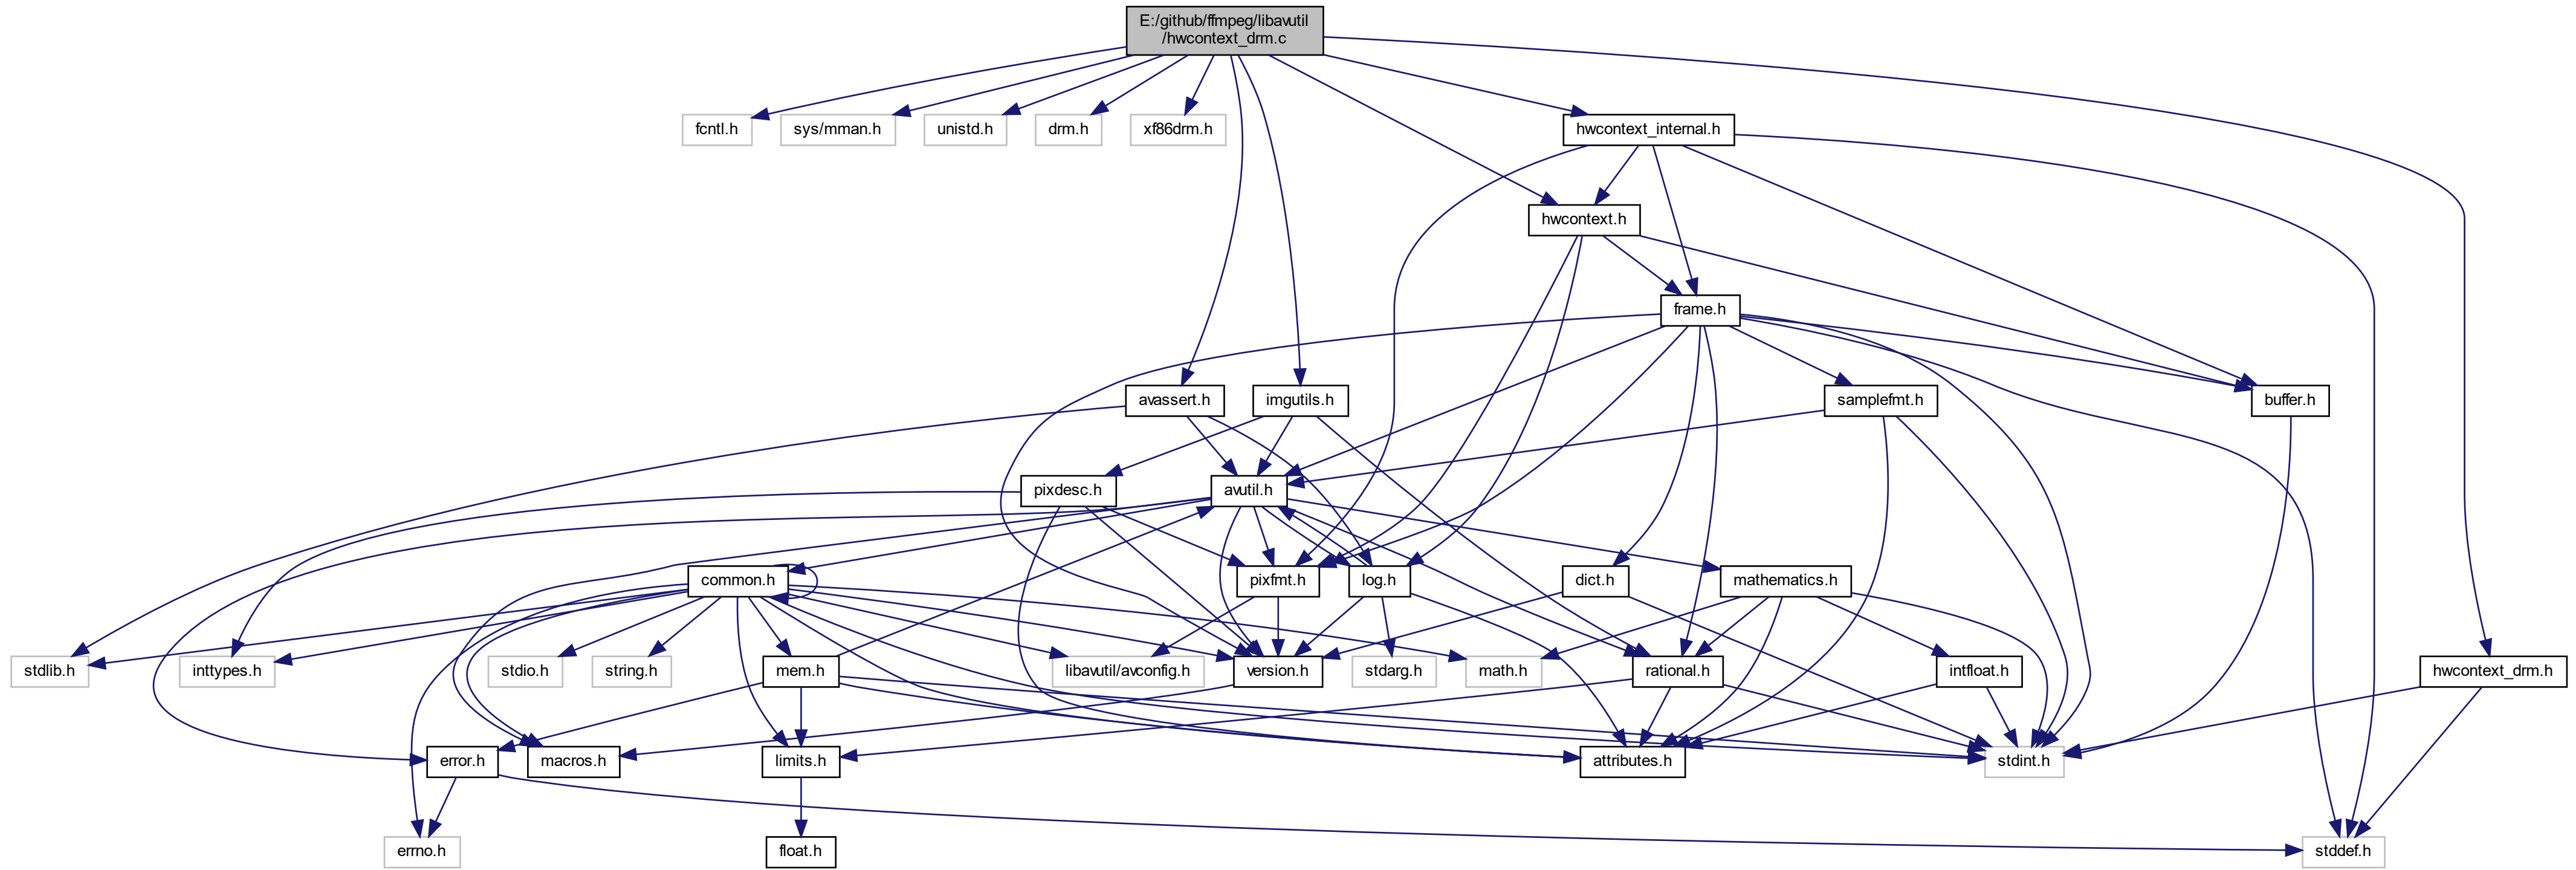 E:/github/ffmpeg/libavutil
/hwcontext_drm.c
fcntl.h
sys/mman.h
unistd.h
drm.h
xf86drm.h
hwcontext_internal.h
hwcontext.h
frame.h
avassert.h
imgutils.h
samplefmt.h
buffer.h
pixdesc.h
avutil.h
common.h
pixfmt.h
log.h
dict.h
mathematics.h
stdlib.h
inttypes.h
stdio.h
string.h
mem.h
libavutil/avconfig.h
version.h
stdarg.h
math.h
rational.h
intfloat.h
hwcontext_drm.h
error.h
macros.h
limits.h
attributes.h
stdint.h
errno.h
float.h
stddef.h